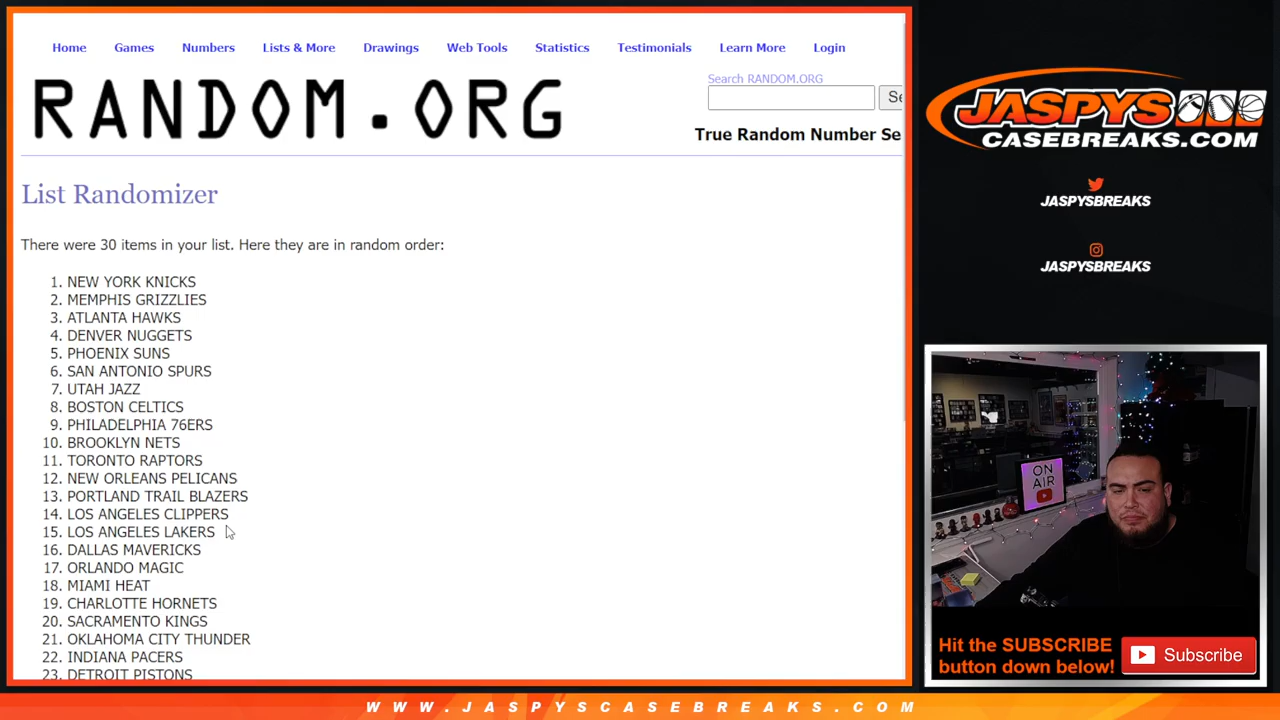 Home Games Numbers Lists & More Drawings Web Tools Statistics Testimonials Learn More Login
RANDOM.ORG
Search RANDOM.ORG
Se
True Random Number Se
List Randomizer
There were 30 items in your list. Here they are in random order:
1. NEW YORK KNICKS
2. MEMPHIS GRIZZLIES
3. ATLANTA HAWKS
4. DENVER NUGGETS
5. PHOENIX SUNS
6. SAN ANTONIO SPURS
7. UTAH JAZZ
8. BOSTON CELTICS
9. PHILADELPHIA 76ERS
10. BROOKLYN NETS
11. TORONTO RAPTORS
12. NEW ORLEANS PELICANS
13. PORTLAND TRAIL BLAZERS
14. LOS ANGELES CLIPPERS
15. LOS ANGELES LAKERS
16. DALLAS MAVERICKS
17. ORLANDO MAGIC
18. MIAMI HEAT
19. CHARLOTTE HORNETS
20. SACRAMENTO KINGS
21. OKLAHOMA CITY THUNDER
22. INDIANA PACERS
23. DETROIT PISTONS
JASPYS
CASEBREAKS.COM
JASPYSBREAKS
JASPYSBREAKS
ON
AIR
Hit the SUBSCRIBE
button down below!
Subscribe
WWW.JASPYSCASEBREAKS.COM